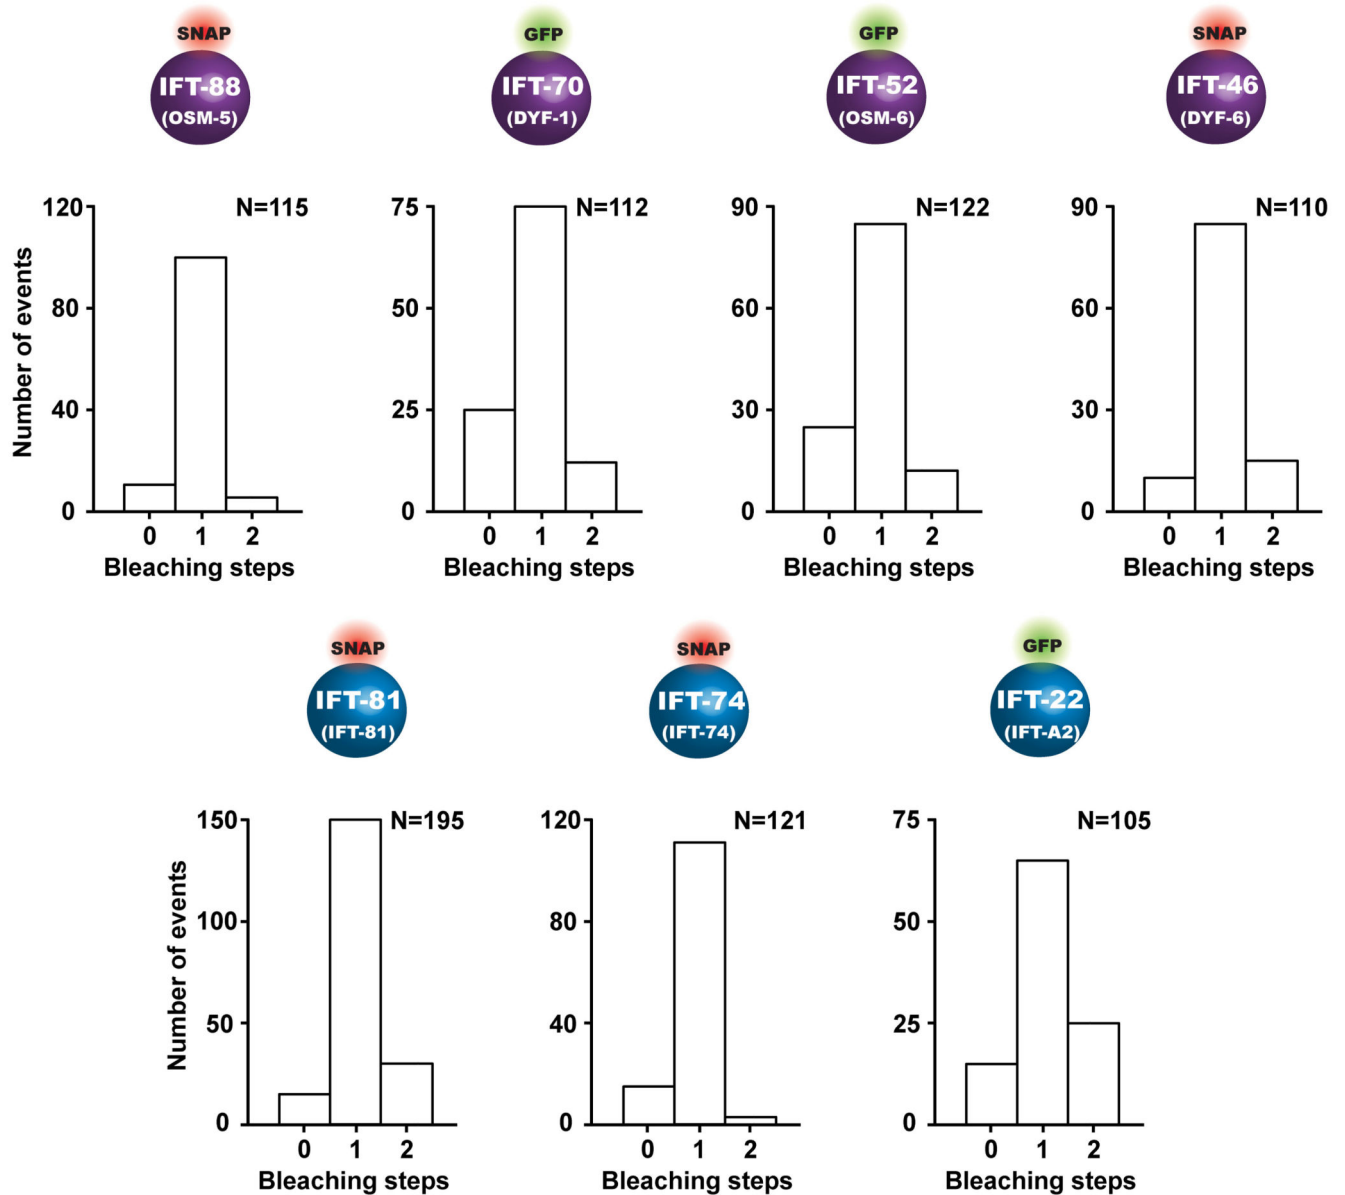 SNAP
IFT-88
(OSM-5)
GFP
IFT-70
(DYF-1)
GFP
IFT-52
(OSM-6)
SNAP
IFT-46
(DYF-6)
Number of events
120
80
40
0
N=115
0 1 2
Bleaching steps
75
50
25
0
N=112
0 1 2
Bleaching steps
90
60
30
0
N=122
0 1 2
Bleaching steps
90
60
30
0
N=110
0 1 2
Bleaching steps
SNAP
IFT-81
(IFT-81)
SNAP
IFT-74
(IFT-74)
GFP
IFT-22
(IFT-A2)
Number of events
150
100
50
0
N=195
0 1 2
Bleaching steps
120
80
40
0
N=121
0 1 2
Bleaching steps
75
50
25
0
N=105
0 1 2
Bleaching steps